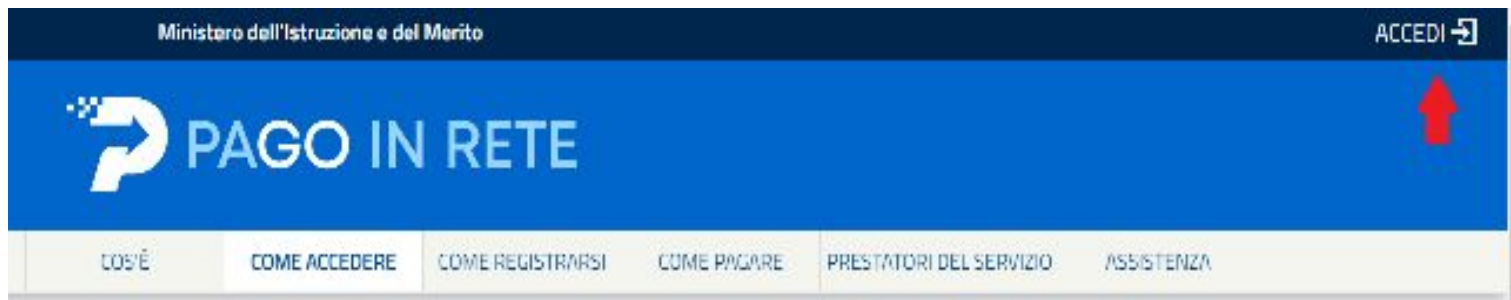 Ministero dell'Istruzione e del Merito ACCEDI
PAGO IN RETE
COS'È COME ACCEDERE COME REGISTRARSI COME PAGARE PRESTATORI DEL SERVIZIO ASSISTENZA